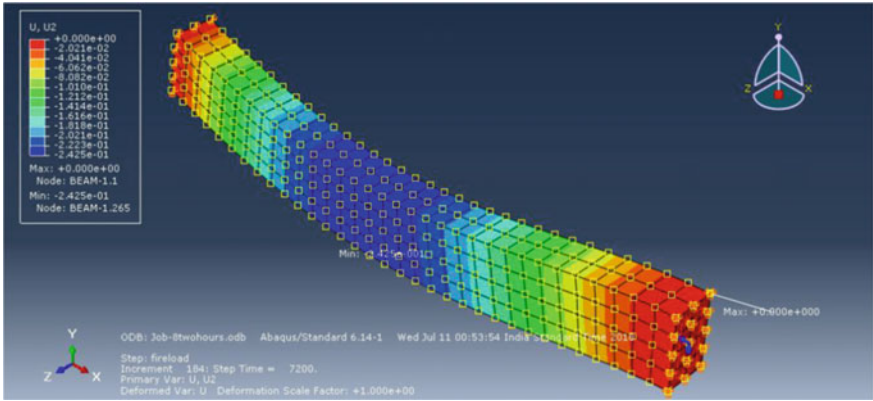 U, U2
+0.000e+00
-2.021e-02
-4.041e-02
-6.062e-02
-8.082e-02
-1.010e-01
-1.212e-01
-1.414e-01
-1.616e-01
-1.818e-01
-2.021e-01
-2.223e-01
-2.425e-01
Max: +0.000e+00
Node: BEAM-1.1
Min: -2.425e-01
Node: BEAM-1.265
Y
Z X
Min:
Max: +0.000e+000
ODB: Job-8twohours.odb Abaqus/Standard 6.14-1 Wed Jul 11 00:53:54 India Standard Time
Y
Z X
Step: fireload
Increment 184: Step Time = 7200.
Primary Var: U, U2
Deformed Var: U Deformation Scale Factor: +1.000e+00